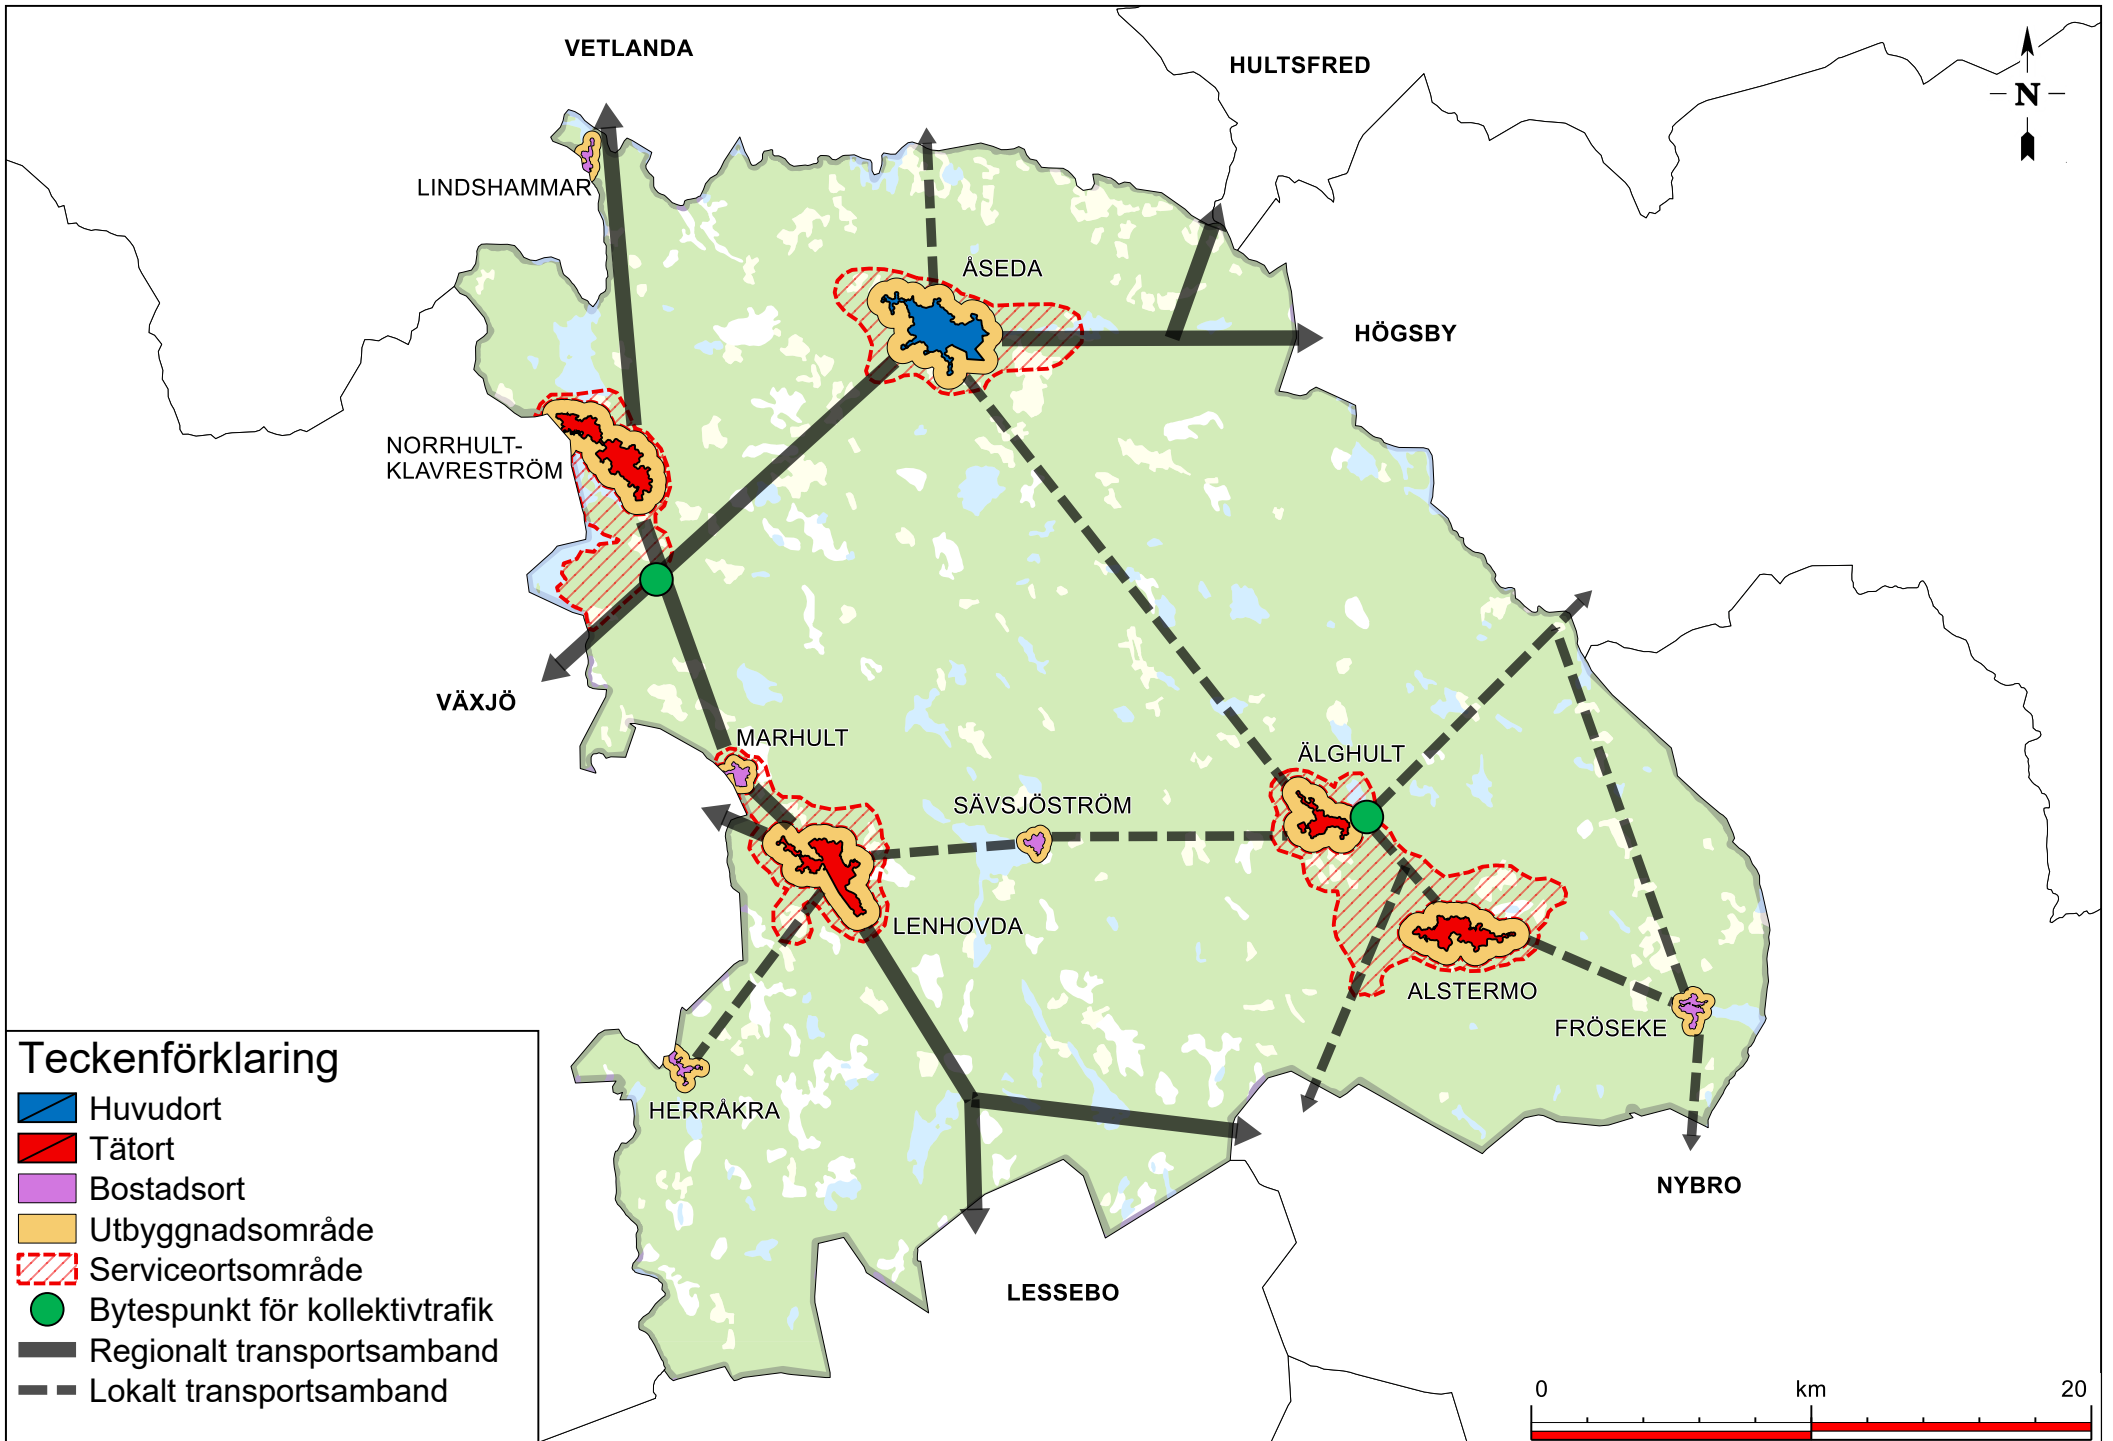 VETLANDA
HULTSFRED
N
LINDSHAMMAR
ÅSEDA
HÖGSBY
NORRHULT-
KLAVRESTRÖM
VÄXJÖ
MARHULT
ÄLGHULT
SÄVSJÖSTRÖM
LENHOVDA
ALSTERMO
FRÖSEKE
HERRÅKRA
NYBRO
LESSEBO
Teckenförklaring
Huvudort
Tätort
Bostadsort
Utbyggnadsområde
Serviceortsområde
Bytespunkt för kollektivtrafik
Regionalt transportsamband
Lokalt transportsamband
0 km 20